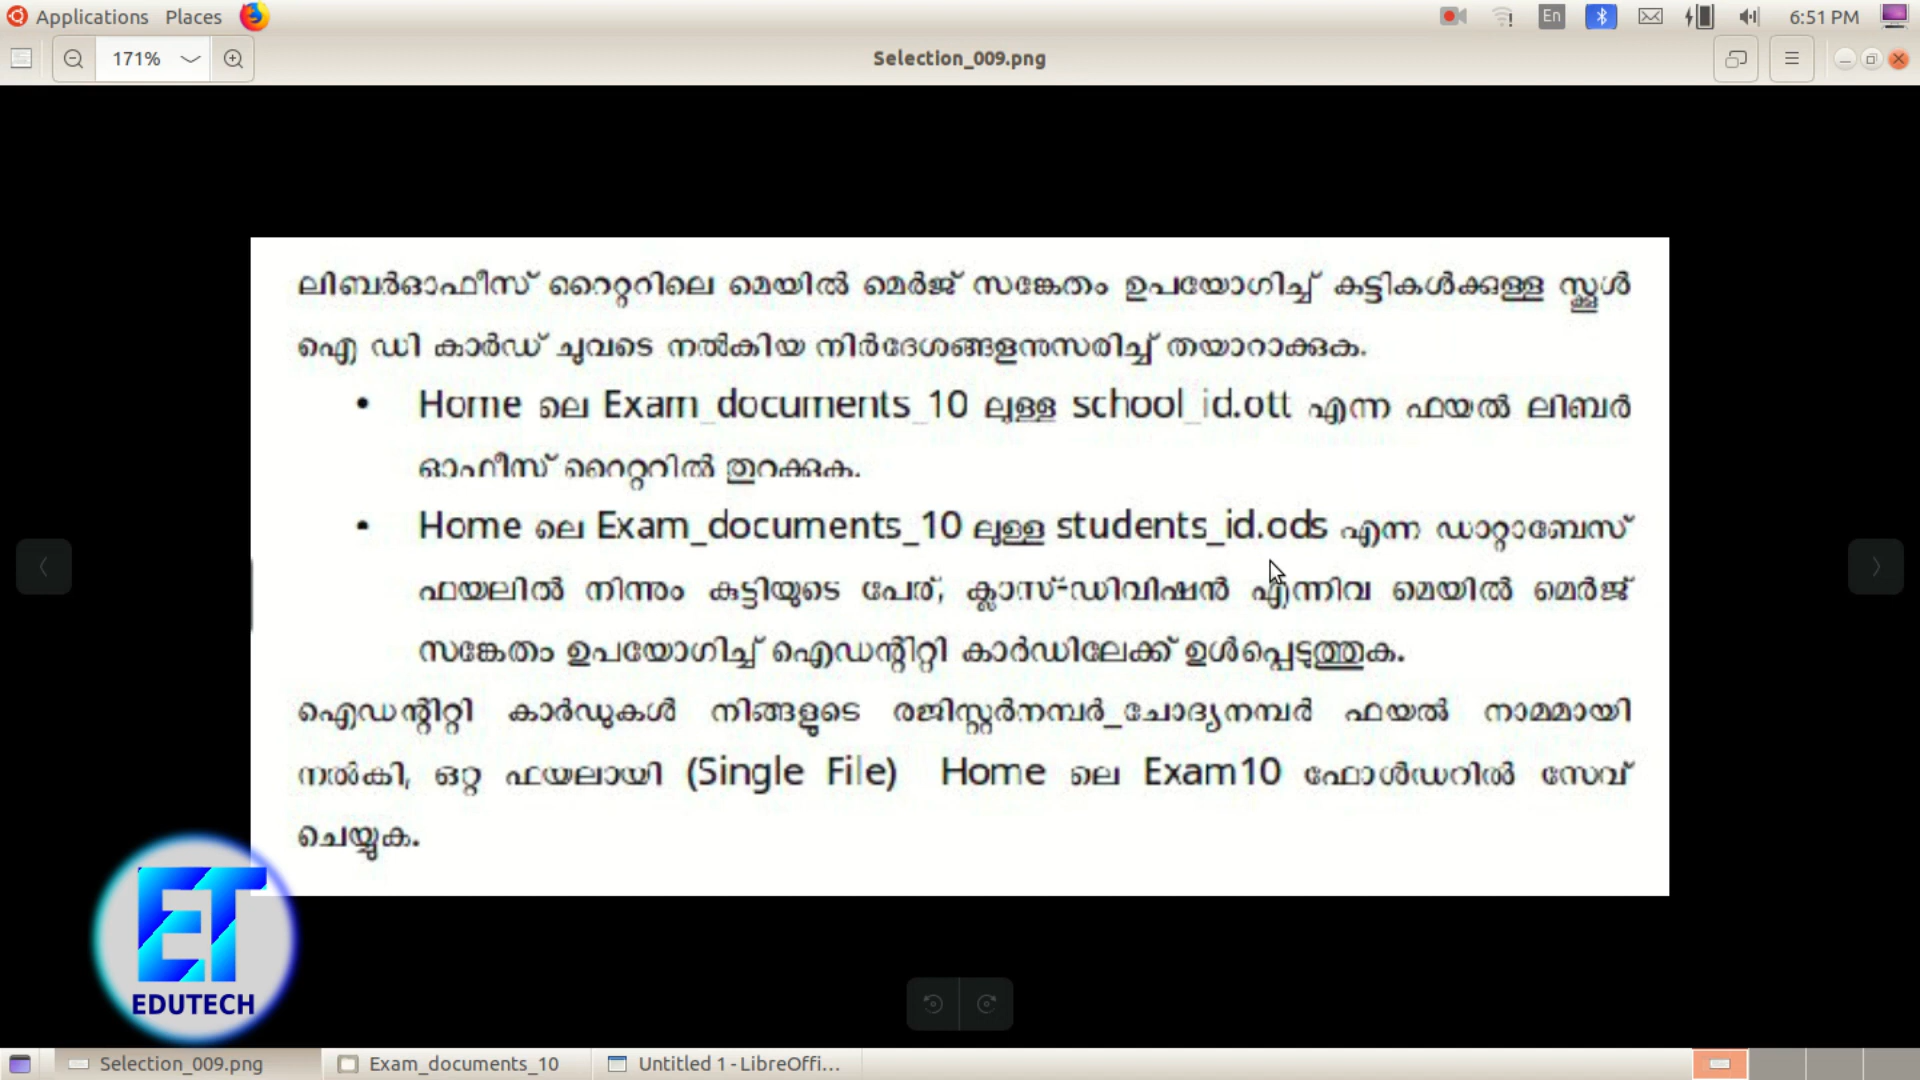 Applications Places En 6:51 PM
171% Selection_009.png
ലിബർഓഫീസ് റൈറ്ററിലെ മെയിൽ മെർജ് സങ്കേതം ഉപയോഗിച്ച് കുട്ടികൾക്കുള്ള സ്കൂൾ
ഐ ഡി കാർഡ് ചുവടെ നൽകിയ നിർദേശങ്ങളനുസരിച്ച് തയാറാക്കുക.
• Home ലെ Exam_documents_10 ലുള്ള school_id.ott എന്ന ഫയൽ ലിബർ
ഓഫീസ് റൈറ്ററിൽ തുറക്കുക.
• Home ലെ Exam_documents_10 ലുള്ള students_id.ods എന്ന ഡാറ്റാബേസ്
ഫയലിൽ നിന്നും കുട്ടിയുടെ പേര്, ക്ലാസ്-ഡിവിഷൻ എന്നിവ മെയിൽ മെർജ്
സങ്കേതം ഉപയോഗിച്ച് ഐഡന്റിറ്റി കാർഡിലേക്ക് ഉൾപ്പെടുത്തുക.
ഐഡന്റിറ്റി കാർഡുകൾ നിങ്ങളുടെ രജിസ്റ്റർനമ്പർ_ചോദ്യനമ്പർ ഫയൽ നാമമായി
നൽകി, ഒറ്റ ഫയലായി (Single File) Home ലെ Exam10 ഫോൾഡറിൽ സേവ്
ചെയ്യുക.
ET
EDUTECH
Selection_009.png Exam_documents_10 Untitled 1 - LibreOffi...